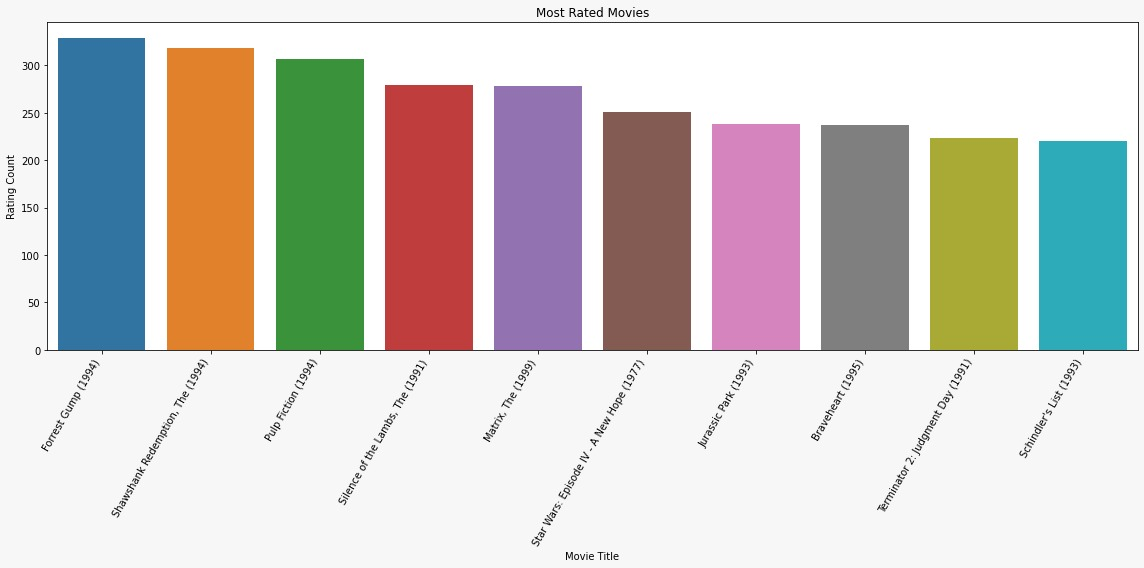 Most Rated Movies
Rating Count
300
250
200
150
100
50
0
Forrest Gump (1994)
Shawshank Redemption, The (1994)
Pulp Fiction (1994)
Silence of the Lambs, The (1991)
Matrix, The (1999)
Star Wars: Episode IV - A New Hope (1977)
Jurassic Park (1993)
Braveheart (1995)
Terminator 2: Judgment Day (1991)
Schindler's List (1993)
Movie Title